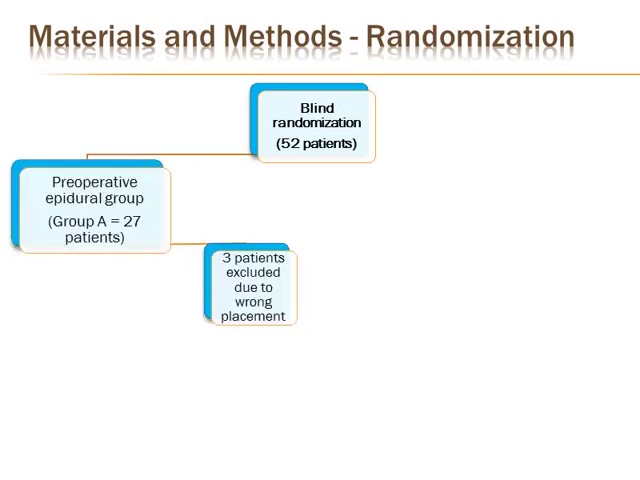 Materials and Methods - Randomization
Blind
randomization
(52 patients)
Preoperative
epidural group
(Group A = 27
patients)
3 patients
excluded
due to
wrong
placement